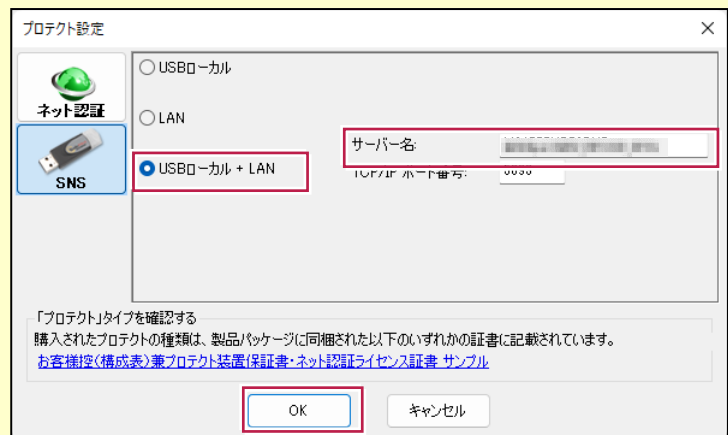 プロテクト設定
ネット認証
SNS
USBローカル
LAN
USBローカル + LAN
サーバー名:
TCP/IP ポート番号:
「プロテクト」タイプを確認する
購入されたプロテクトの種類は、製品パッケージに同梱された以下のいずれかの証書に記載されています。
お客様控(構成表)兼プロテクト装置保証書・ネット認証ライセンス証書 サンプル
OK
キャンセル